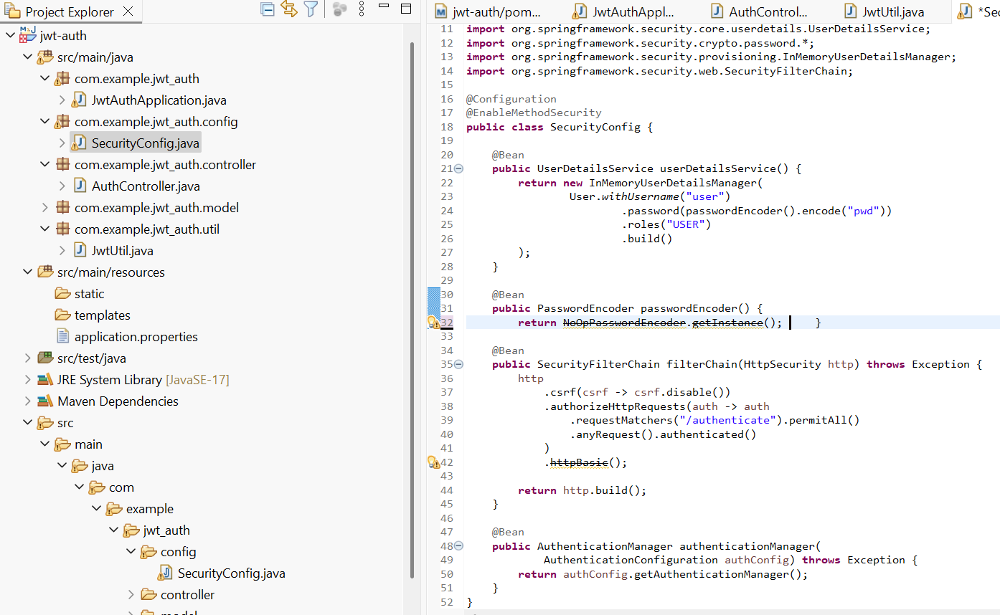 Project Explorer
jwt-auth
src/main/java
com.example.jwt_auth
JwtAuthApplication.java
com.example.jwt_auth.config
SecurityConfig.java
com.example.jwt_auth.controller
AuthController.java
com.example.jwt_auth.model
com.example.jwt_auth.util
JwtUtil.java
src/main/resources
static
templates
application.properties
src/test/java
JRE System Library [JavaSE-17]
Maven Dependencies
src
main
java
com
example
jwt_auth
config
SecurityConfig.java
controller
model
jwt-auth/pom... JwtAuthAppl... AuthControl... JwtUtil.java *Sec
11 import org.springframework.security.core.userdetails.UserDetailsService;
12 import org.springframework.security.crypto.password.*;
13 import org.springframework.security.provisioning.InMemoryUserDetailsManager;
14 import org.springframework.security.web.SecurityFilterChain;
15
16 @Configuration
17 @EnableMethodSecurity
18 public class SecurityConfig {
19
20     @Bean
21     public UserDetailsService userDetailsService() {
22         return new InMemoryUserDetailsManager(
23                 User.withUsername("user")
24                         .password(passwordEncoder().encode("pwd"))
25                         .roles("USER")
26                         .build()
27         );
28     }
29
30     @Bean
31     public PasswordEncoder passwordEncoder() {
32         return NoOpPasswordEncoder.getInstance();     }
33
34     @Bean
35     public SecurityFilterChain filterChain(HttpSecurity http) throws Exception {
36         http
37             .csrf(csrf -> csrf.disable())
38             .authorizeHttpRequests(auth -> auth
39                 .requestMatchers("/authenticate").permitAll()
40                 .anyRequest().authenticated()
41             )
42             .httpBasic();
43
44         return http.build();
45     }
46
47     @Bean
48     public AuthenticationManager authenticationManager(
49             AuthenticationConfiguration authConfig) throws Exception {
50         return authConfig.getAuthenticationManager();
51     }
52 }